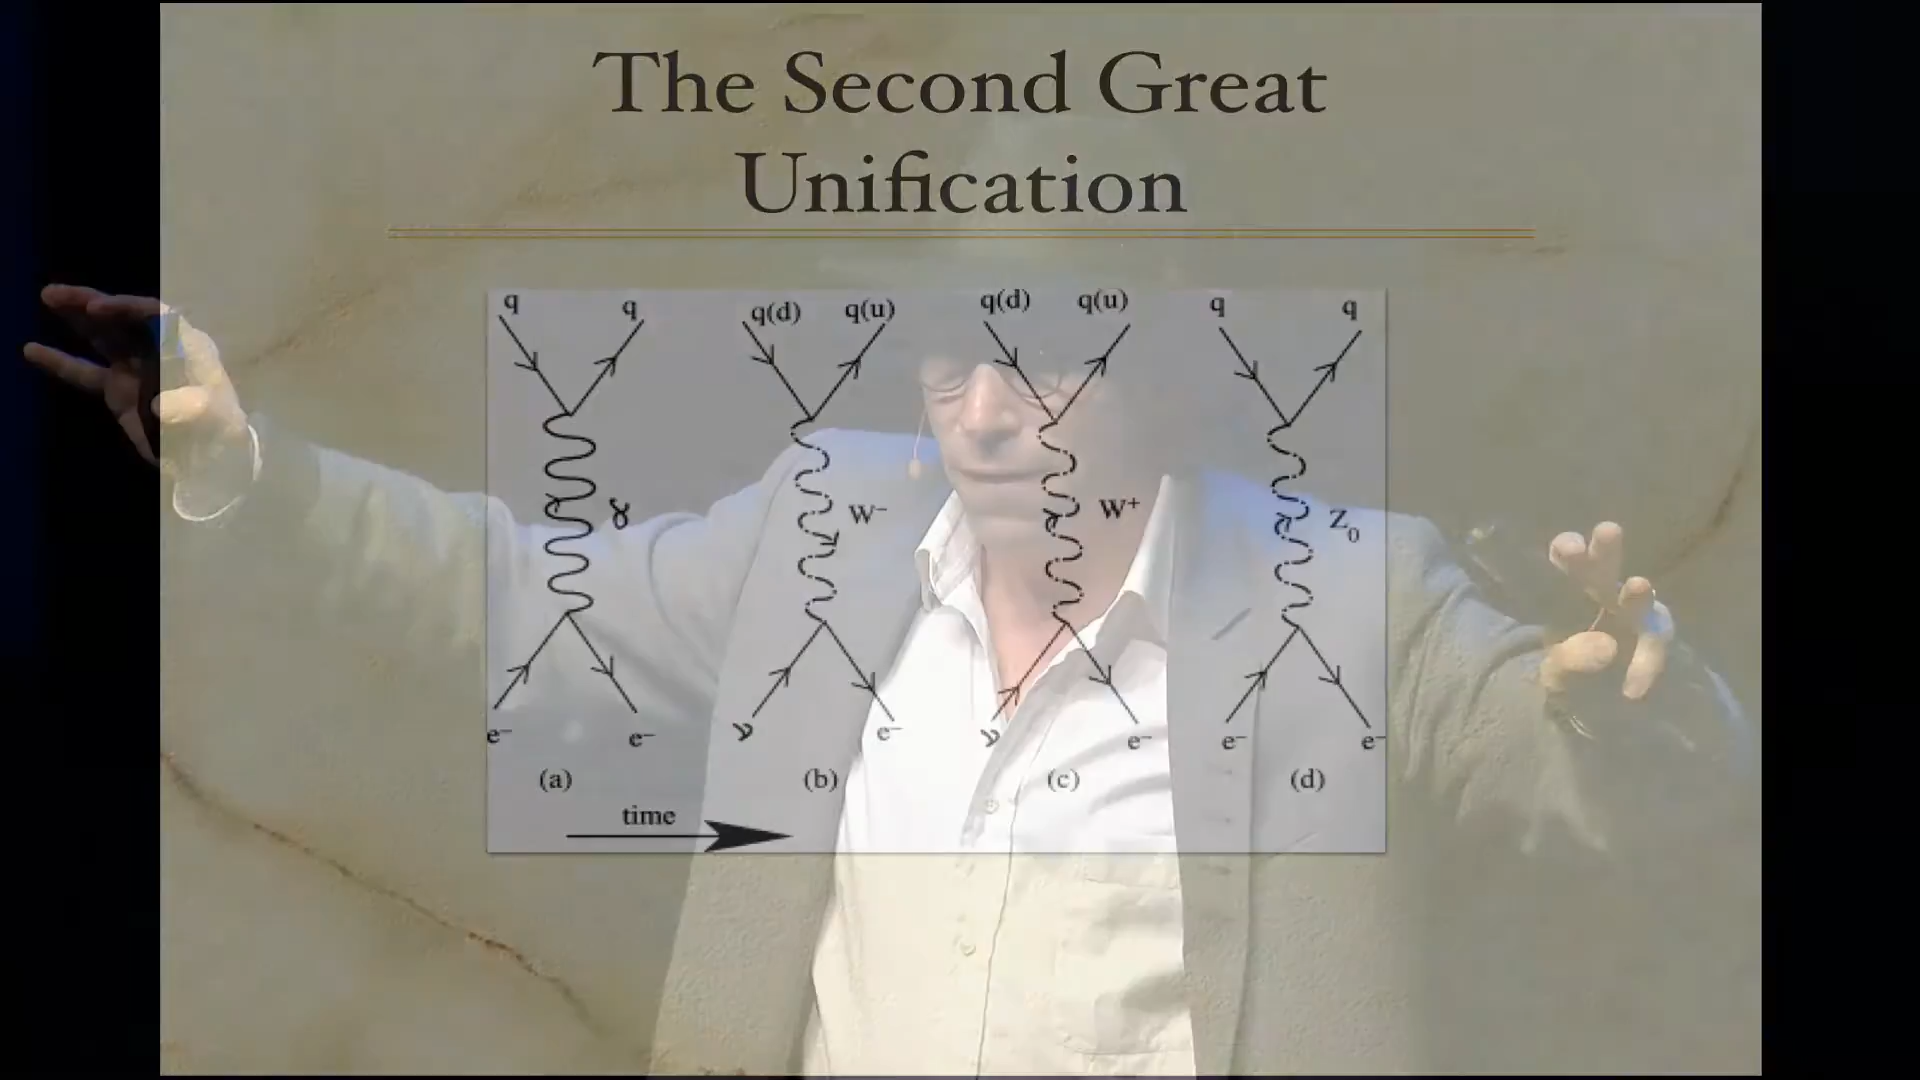 The Second Great
Unification
q q q(d) q(u) q(d) q(u) q q
γ W⁻ W⁺ Z₀
e⁻ e⁻ ν e⁻ ν e⁻ e⁻ e⁻
(a) (b) (c) (d)
time